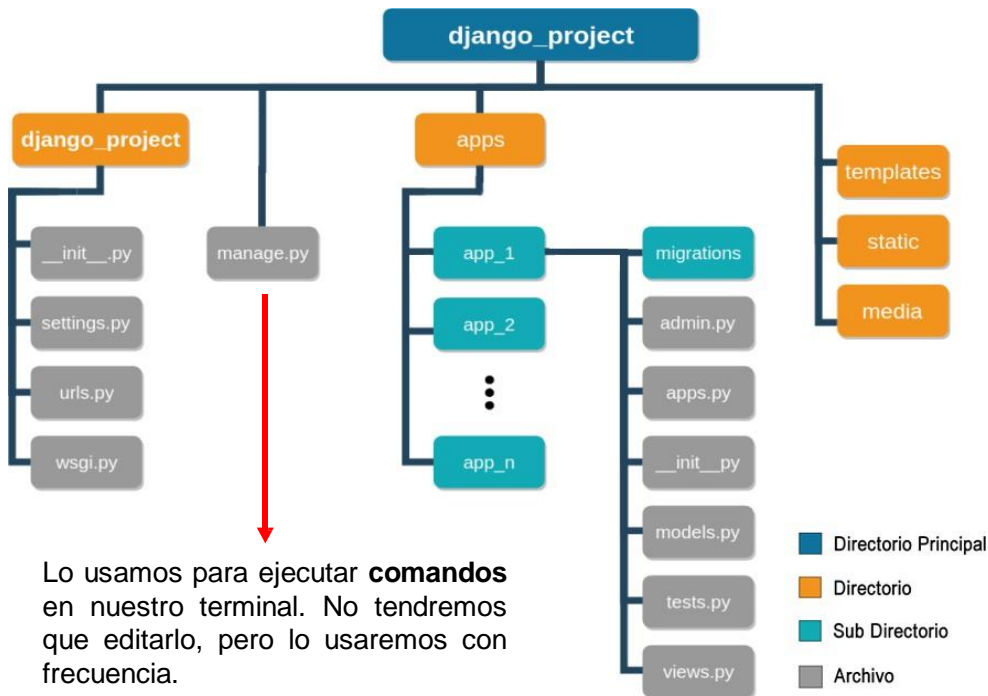 django_project
django_project
apps
templates
static
media
__init__.py
settings.py
urls.py
wsgi.py
manage.py
app_1
app_2
app_n
migrations
admin.py
apps.py
__init__py
models.py
tests.py
views.py
Lo usamos para ejecutar comandos
en nuestro terminal. No tendremos
que editarlo, pero lo usaremos con
frecuencia.
Directorio Principal
Directorio
Sub Directorio
Archivo